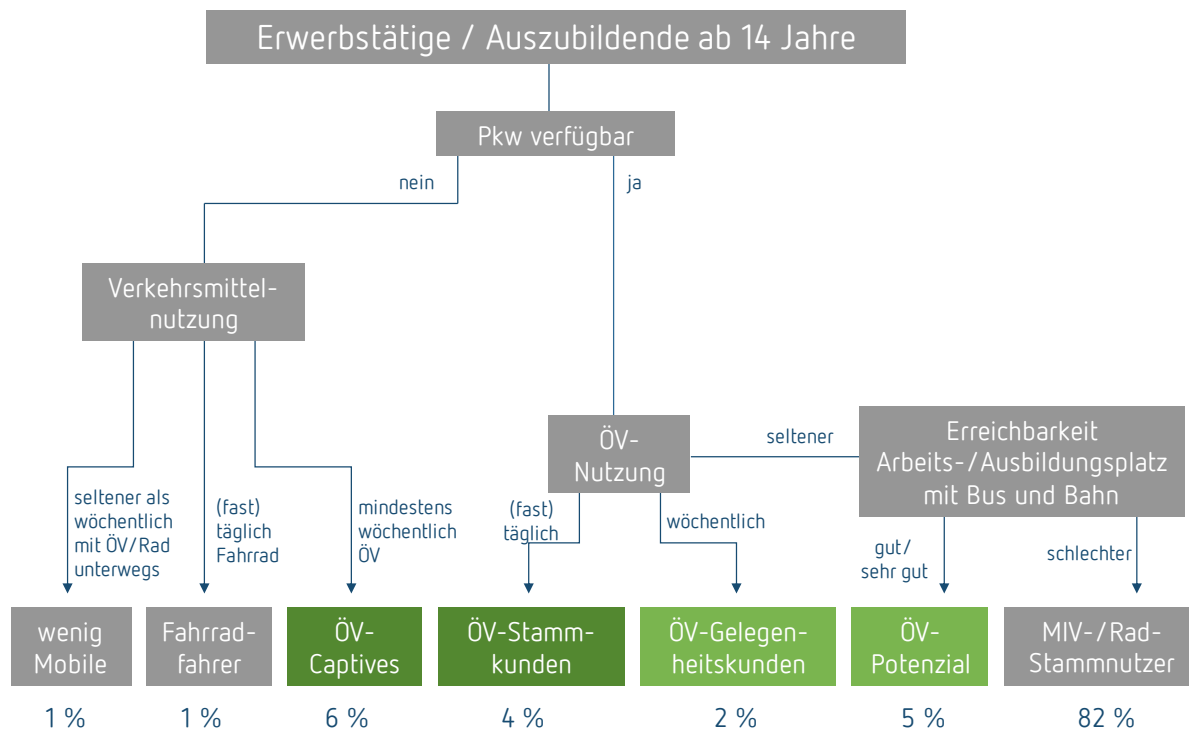 Erwerbstätige / Auszubildende ab 14 Jahre
Pkw verfügbar
nein
ja
Verkehrsmittel-
nutzung
ÖV-
Nutzung
seltener
Erreichbarkeit
Arbeits-/Ausbildungsplatz
mit Bus und Bahn
seltener als
wöchentlich
mit ÖV/Rad
unterwegs
(fast)
täglich
Fahrrad
mindestens
wöchentlich
ÖV
(fast)
täglich
wöchentlich
gut/
sehr gut
schlechter
wenig
Mobile
Fahrrad-
fahrer
ÖV-
Captives
ÖV-Stamm-
kunden
ÖV-Gelegen-
heitskunden
ÖV-
Potenzial
MIV-/Rad-
Stammnutzer
1 %
1 %
6 %
4 %
2 %
5 %
82 %